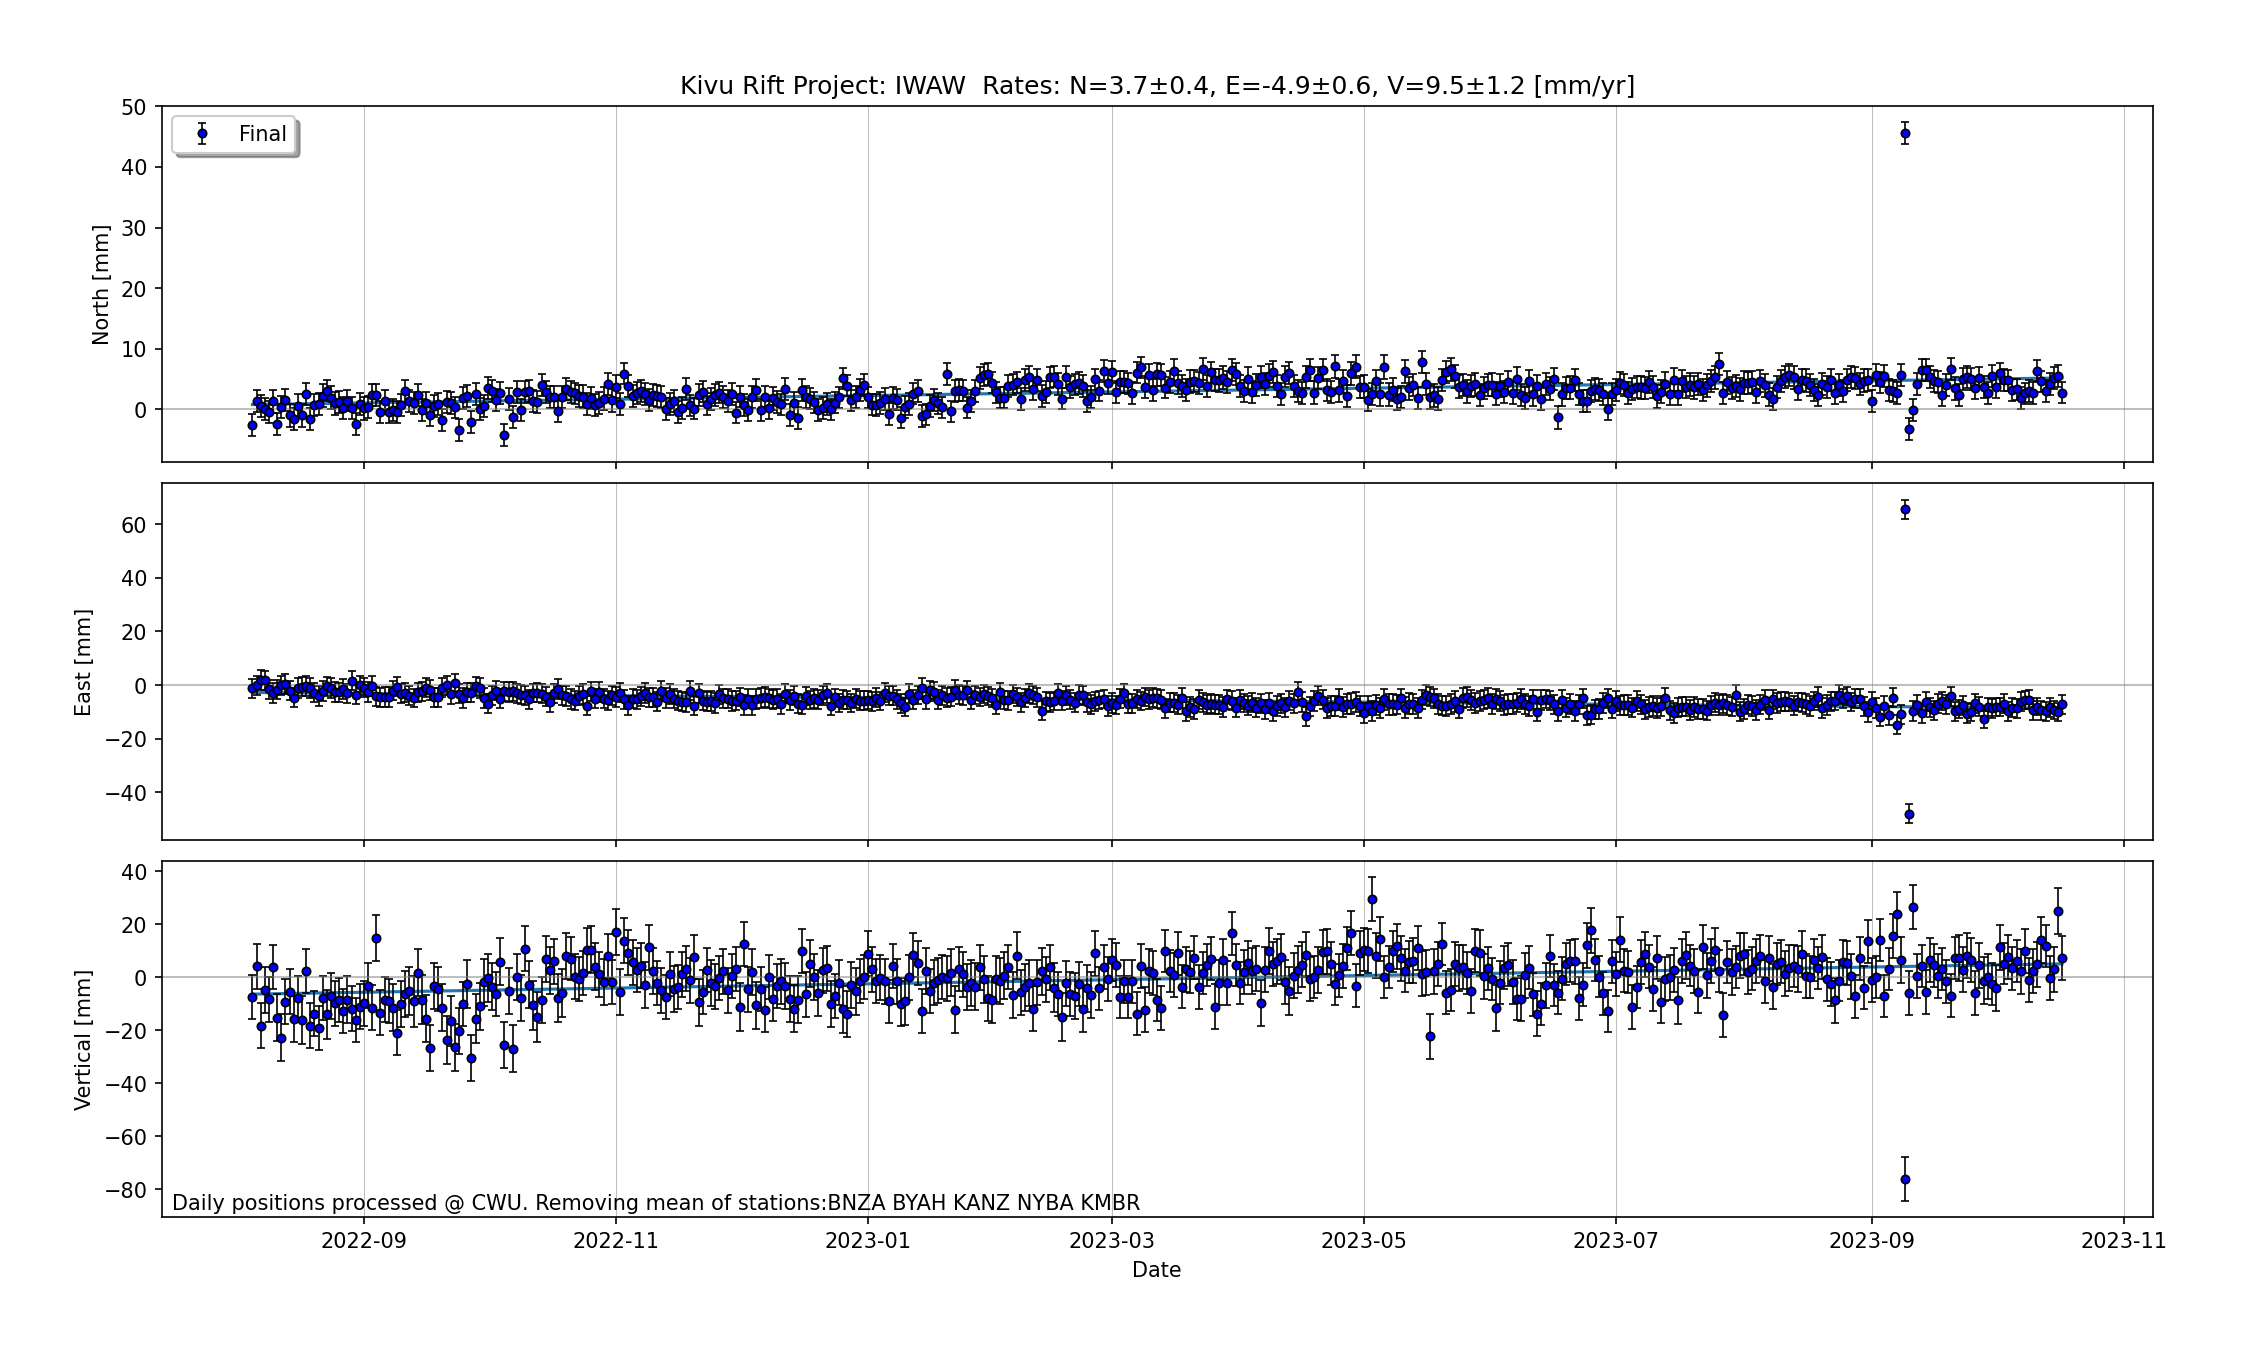 Kivu Rift Project: IWAW  Rates: N=3.7±0.4, E=-4.9±0.6, V=9.5±1.2 [mm/yr]
Final
North [mm]
50
40
30
20
10
0
East [mm]
60
40
20
0
−20
−40
Vertical [mm]
40
20
0
−20
−40
−60
−80
Daily positions processed @ CWU. Removing mean of stations:BNZA BYAH KANZ NYBA KMBR
2022-09 2022-11 2023-01 2023-03 2023-05 2023-07 2023-09 2023-11
Date